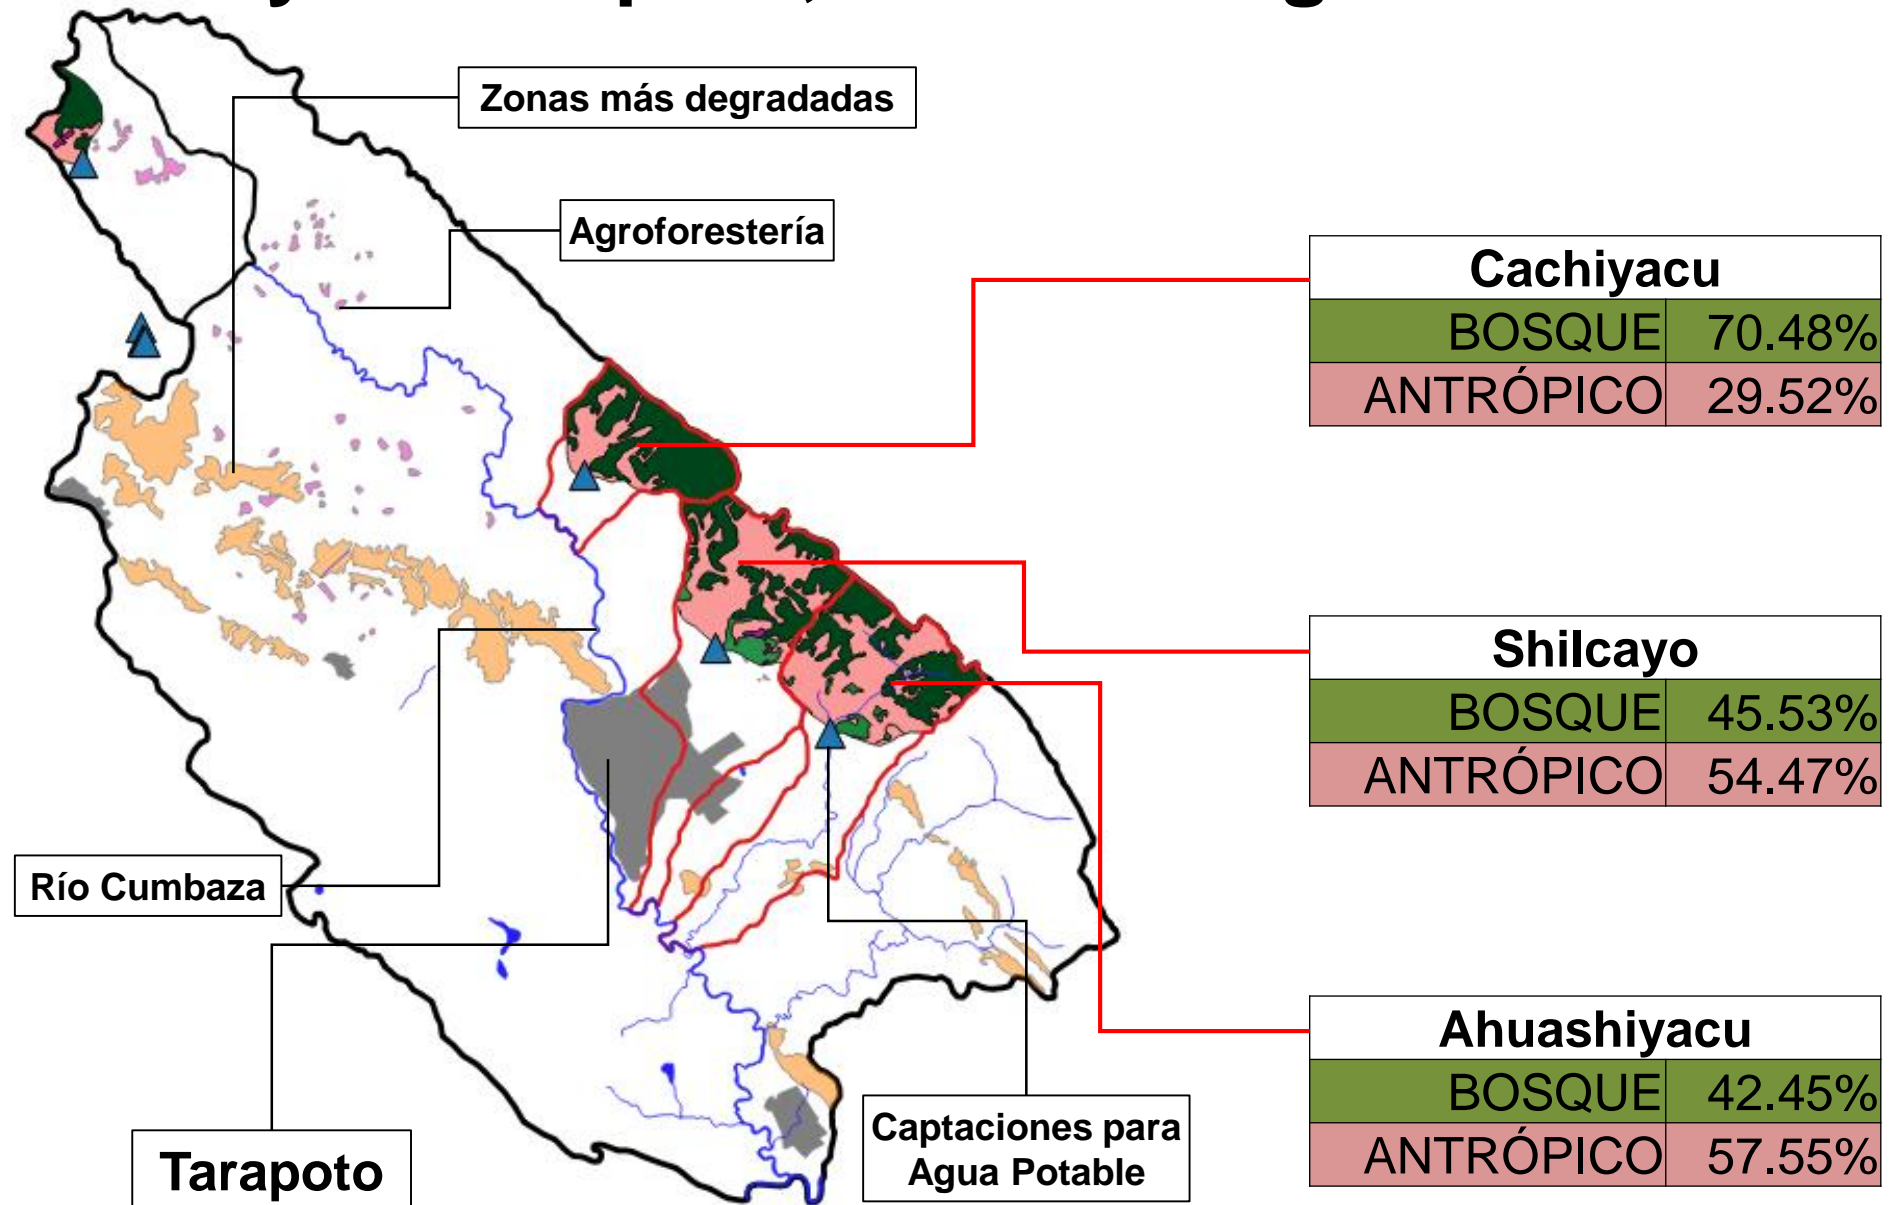 Zonas más degradadas
Agroforestería
Cachiyacu
BOSQUE 70.48%
ANTRÓPICO 29.52%
Shilcayo
BOSQUE 45.53%
ANTRÓPICO 54.47%
Río Cumbaza
Ahuashiyacu
BOSQUE 42.45%
ANTRÓPICO 57.55%
Captaciones para
Agua Potable
Tarapoto